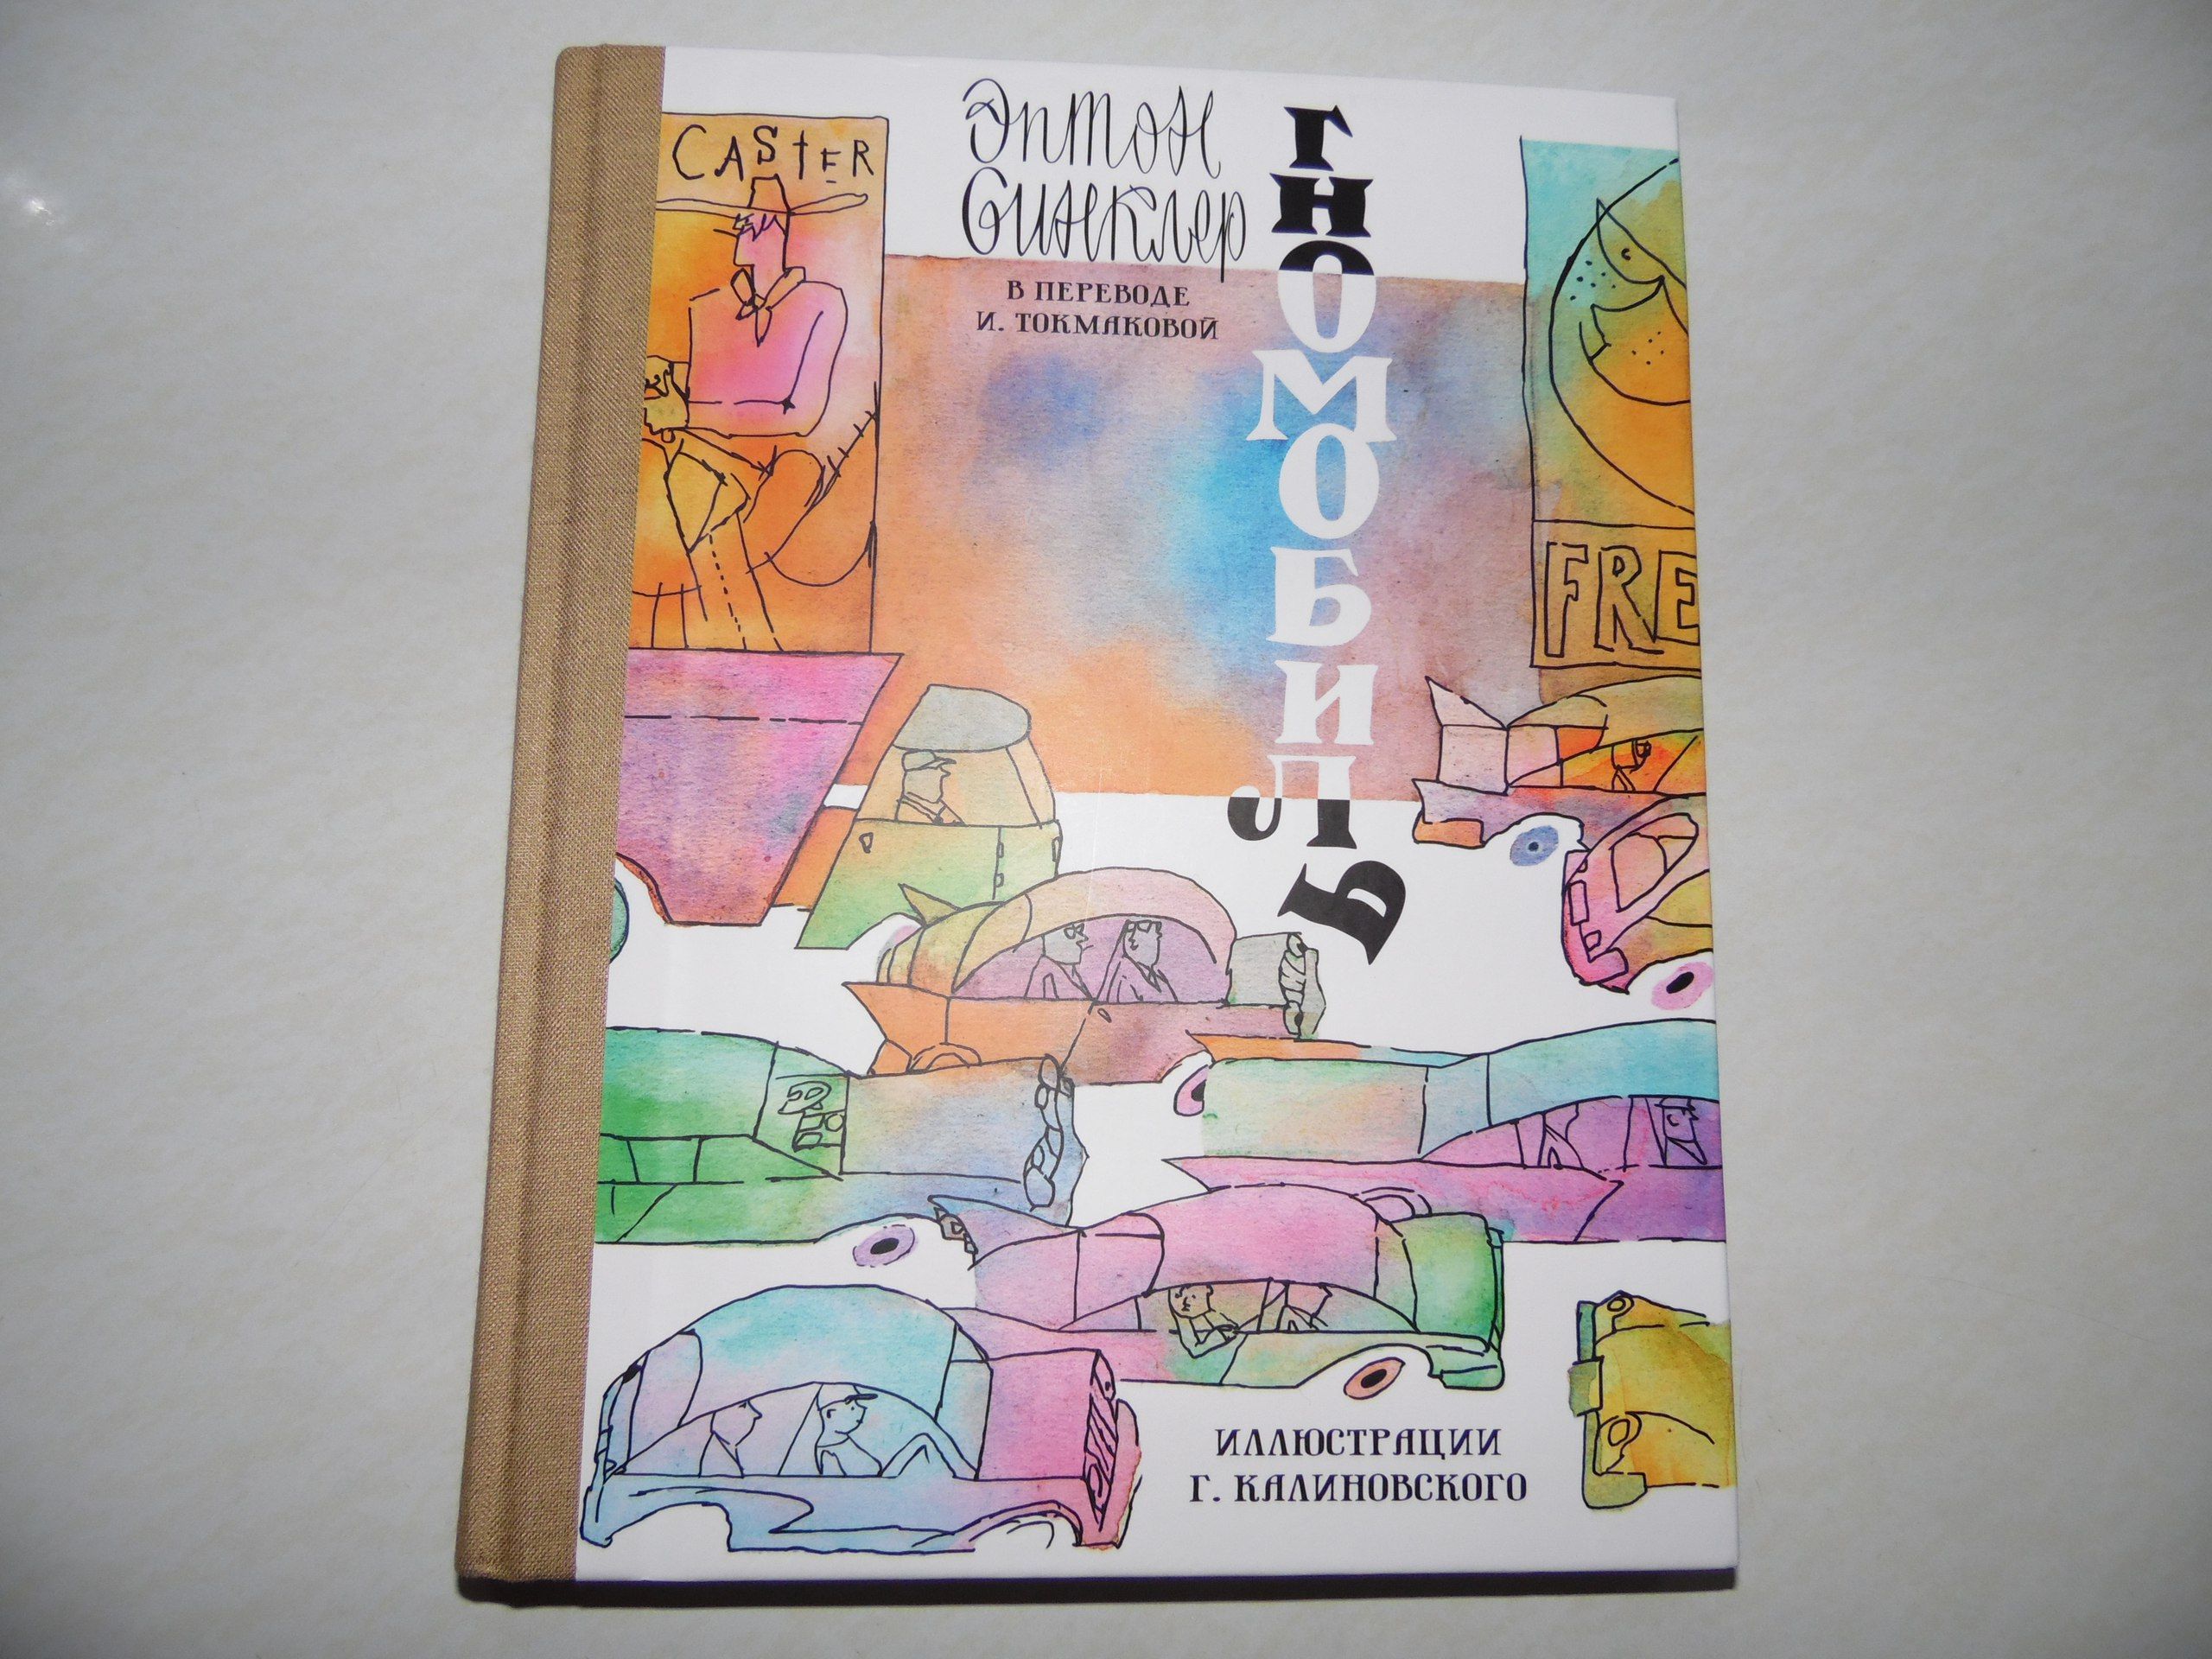 CASTER
Эптон
Синклер
В ПЕРЕВОДЕ
И. ТОКМАКОВОЙ
ГНОМОБИЛЬ
FRE
ИЛЛЮСТРАЦИИ
Г. КАЛИНОВСКОГО